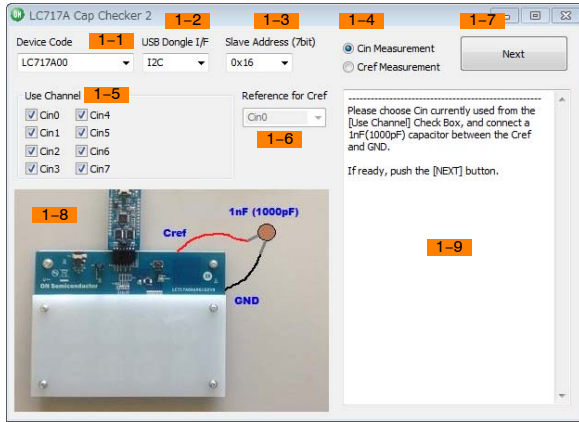 ON LC717A Cap Checker 2
1-1
1-2
1-3
1-4
1-7
Device Code
USB Dongle I/F
Slave Address (7bit)
LC717A00
I2C
0x16
Cin Measurement
Cref Measurement
Next
Use Channel
1-5
Cin0
Cin4
Cin1
Cin5
Cin2
Cin6
Cin3
Cin7
Reference for Cref
Cin0
1-6
Please choose Cin currently used from the
[Use Channel] Check Box, and connect a
1nF(1000pF) capacitor between the Cref
and GND.
If ready, push the [NEXT] button.
1-8
1-9
1nF (1000pF)
Cref
GND
ON Semiconductor